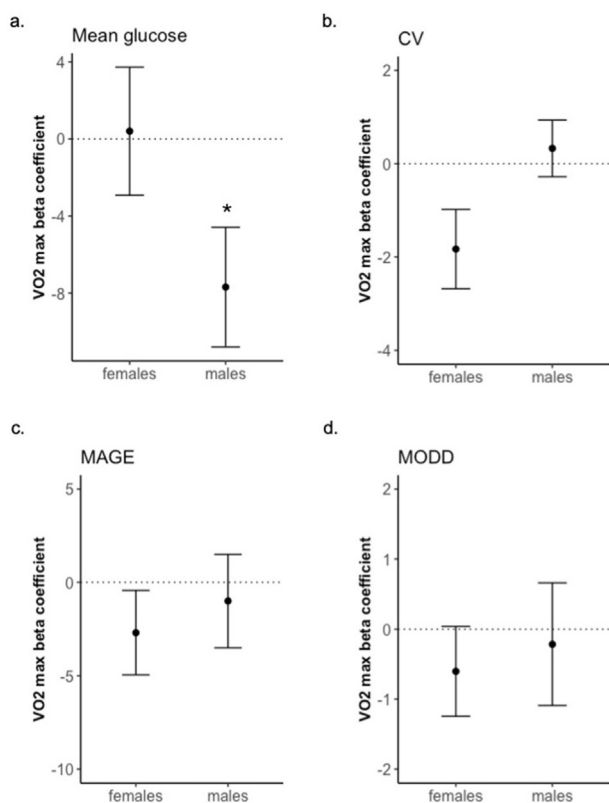 a.
Mean glucose
VO2 max beta coefficient
4
0
-4
-8
*
females
males
b.
CV
VO2 max beta coefficient
2
0
-2
-4
females
males
c.
MAGE
VO2 max beta coefficient
5
0
-5
-10
females
males
d.
MODD
VO2 max beta coefficient
2
1
0
-1
-2
females
males